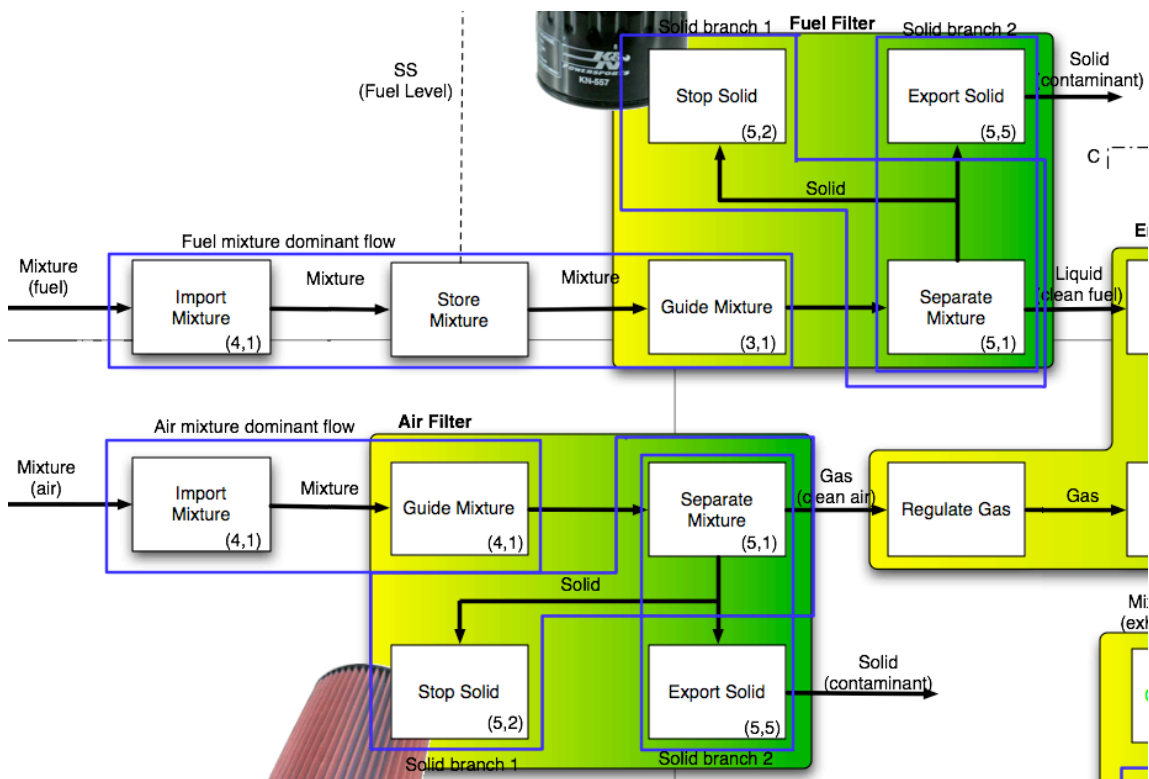 Solid branch 1
Fuel Filter
Solid branch 2
K&N
POWERSPORTS
KN-557
SS
(Fuel Level)
Stop Solid
(5,2)
Export Solid
(5,5)
Solid
(contaminant)
C
Solid
Fuel mixture dominant flow
Mixture
(fuel)
Import
Mixture
(4,1)
Mixture
Store
Mixture
Mixture
Guide Mixture
(3,1)
Separate
Mixture
(5,1)
Liquid
(clean fuel)
Air Filter
Air mixture dominant flow
Mixture
(air)
Import
Mixture
(4,1)
Mixture
Guide Mixture
(4,1)
Separate
Mixture
(5,1)
Gas
(clean air)
Regulate Gas
Gas
Solid
Stop Solid
(5,2)
Export Solid
(5,5)
Solid
(contaminant)
Solid branch 1
Solid branch 2